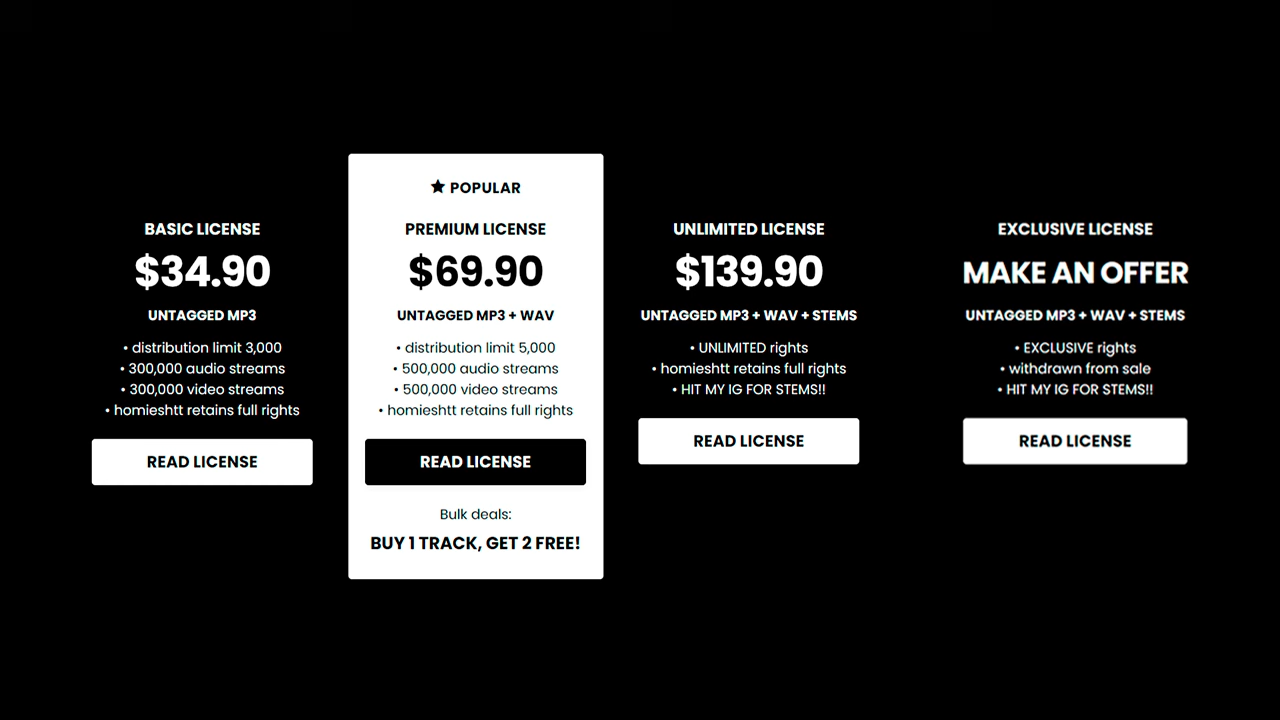 BASIC LICENSE
$34.90
UNTAGGED MP3
• distribution limit 3,000
• 300,000 audio streams
• 300,000 video streams
• homieshtt retains full rights
READ LICENSE
POPULAR
PREMIUM LICENSE
$69.90
UNTAGGED MP3 + WAV
• distribution limit 5,000
• 500,000 audio streams
• 500,000 video streams
• homieshtt retains full rights
READ LICENSE
Bulk deals:
BUY 1 TRACK, GET 2 FREE!
UNLIMITED LICENSE
$139.90
UNTAGGED MP3 + WAV + STEMS
• UNLIMITED rights
• homieshtt retains full rights
• HIT MY IG FOR STEMS!!
READ LICENSE
EXCLUSIVE LICENSE
MAKE AN OFFER
UNTAGGED MP3 + WAV + STEMS
• EXCLUSIVE rights
• withdrawn from sale
• HIT MY IG FOR STEMS!!
READ LICENSE